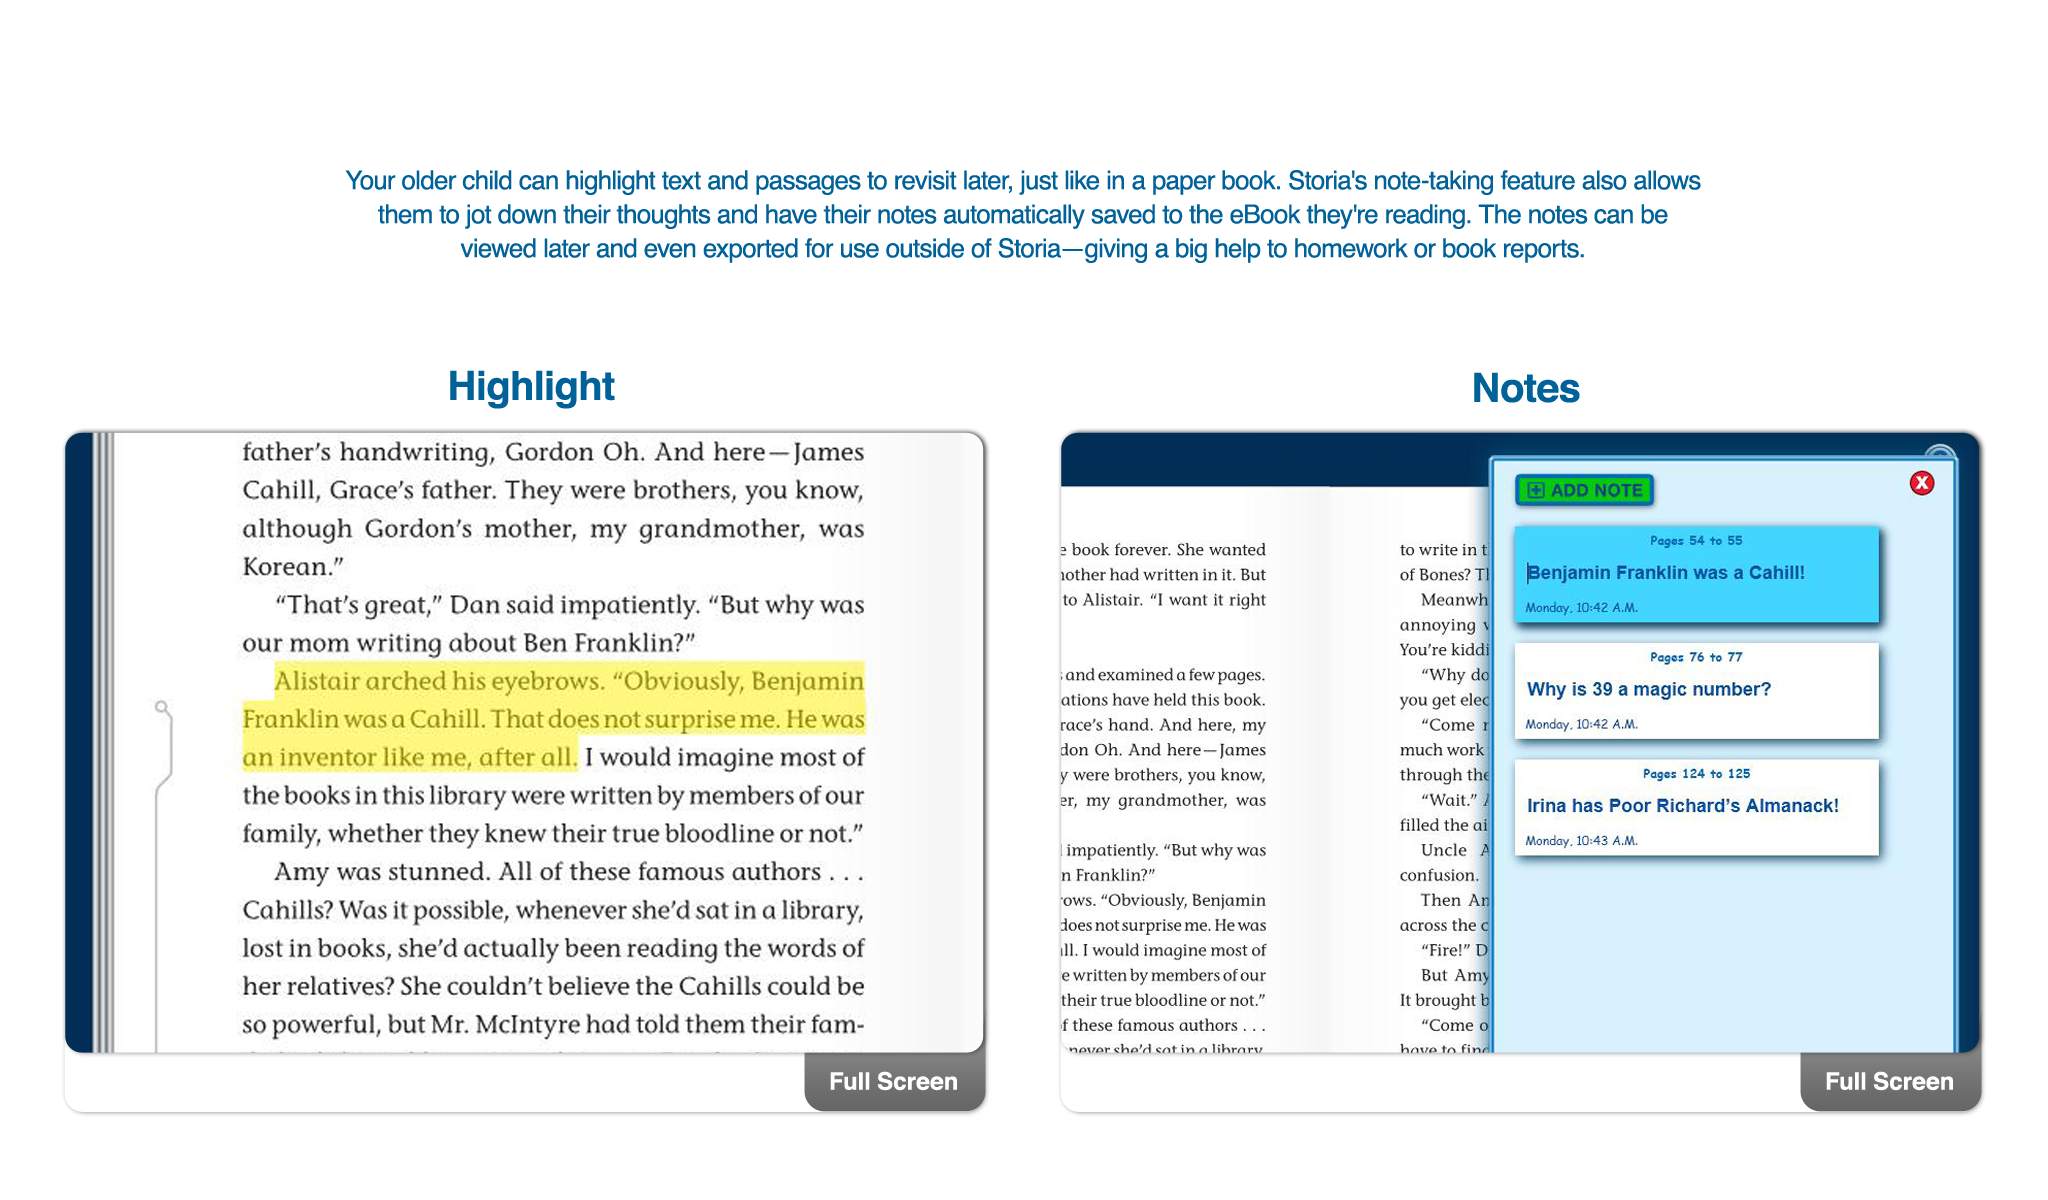 Your older child can highlight text and passages to revisit later, just like in a paper book. Storia's note-taking feature also allows
them to jot down their thoughts and have their notes automatically saved to the eBook they're reading. The notes can be
viewed later and even exported for use outside of Storia—giving a big help to homework or book reports.
Highlight
father’s handwriting, Gordon Oh. And here—James
Cahill, Grace’s father. They were brothers, you know,
although Gordon’s mother, my grandmother, was
Korean.”
“That’s great,” Dan said impatiently. “But why was
our mom writing about Ben Franklin?”
Alistair arched his eyebrows. “Obviously, Benjamin
Franklin was a Cahill. That does not surprise me. He was
an inventor like me, after all. I would imagine most of
the books in this library were written by members of our
family, whether they knew their true bloodline or not.”
Amy was stunned. All of these famous authors . . .
Cahills? Was it possible, whenever she’d sat in a library,
lost in books, she’d actually been reading the words of
her relatives? She couldn’t believe the Cahills could be
so powerful, but Mr. McIntyre had told them their fam-
Full Screen
Notes
book forever. She wanted
had written in it. But
to Alistair. “I want it right
and examined a few pages.
have held this book.
hand. And here, my
Oh. And here—James
were brothers, you know,
my grandmother, was
impatiently. “But why was
Franklin?”
“Obviously, Benjamin
does not surprise me. He was
I would imagine most of
written by members of our
their true bloodline or not.”
these famous authors . . .
she’d sat in a library,
to write in
of Bones?
annoying
You’re
“Why
you get
“Come
much work
through
“Wait.”
filled the
Uncle
confusion.
Then
across the
“Fire!”
But Amy
It brought
“Come
have to
ADD NOTE
X
Pages 54 to 55
Benjamin Franklin was a Cahill!
Monday, 10:42 A.M.
Pages 76 to 77
Why is 39 a magic number?
Monday, 10:42 A.M.
Pages 124 to 125
Irina has Poor Richard’s Almanack!
Monday, 10:43 A.M.
Full Screen